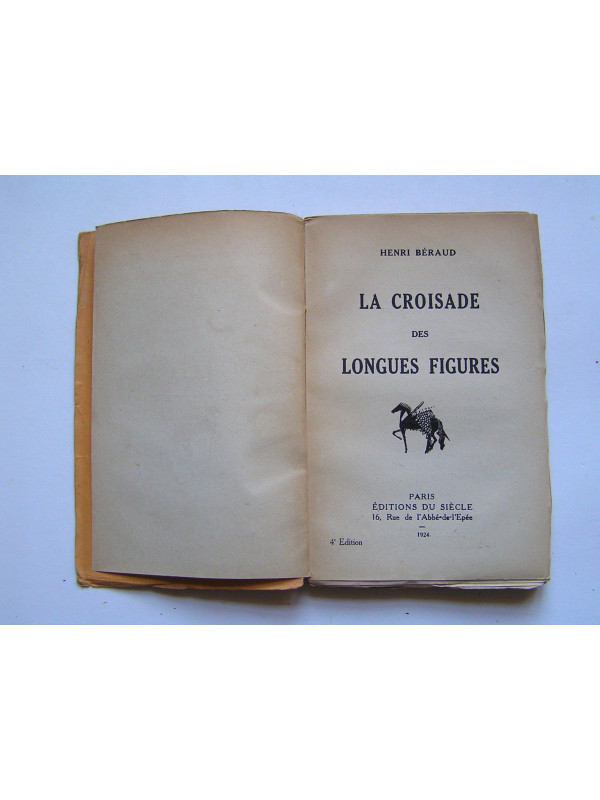 HENRI BÉRAUD
LA CROISADE
DES
LONGUES FIGURES
PARIS
ÉDITIONS DU SIÈCLE
16, Rue de l'Abbé-de-l'Epée
1924
4e Edition